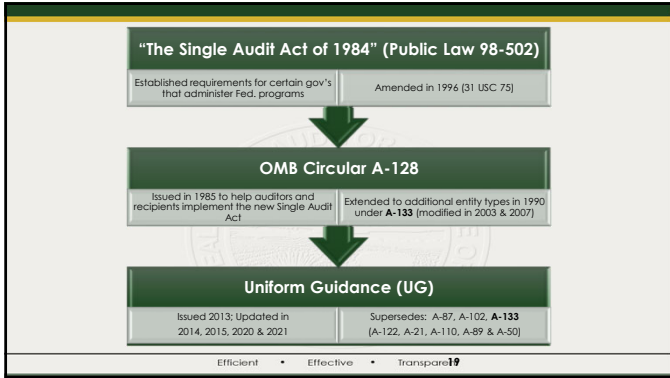 “The Single Audit Act of 1984” (Public Law 98-502)
Established requirements for certain gov’s
that administer Fed. programs
Amended in 1996 (31 USC 75)
OMB Circular A-128
Issued in 1985 to help auditors and
recipients implement the new Single Audit
Act
Extended to additional entity types in 1990
under A-133 (modified in 2003 & 2007)
Uniform Guidance (UG)
Issued 2013; Updated in
2014, 2015, 2020 & 2021
Supersedes: A-87, A-102, A-133
(A-122, A-21, A-110, A-89 & A-50)
Efficient • Effective • Transparent
19